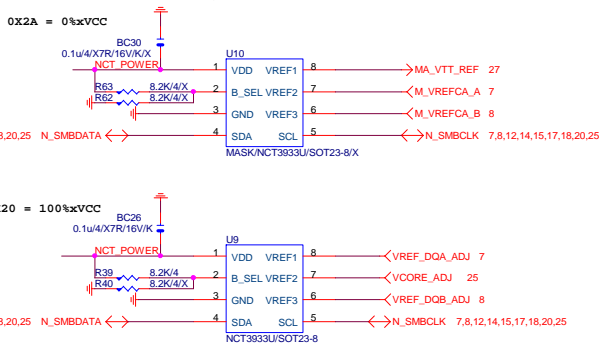 0X2A = 0%xVCC
BC30
0.1u/4/X7R/16V/K/X
NCT_POWER
U10
1 VDD VREF1 8 MA_VTT_REF 27
R63 8.2K/4/X
2 B_SEL VREF2 7 M_VREFCA_A 7
R62 8.2K/4/X
3 GND VREF3 6 M_VREFCA_B 8
,20,25 N_SMBDATA 4 SDA SCL 5 N_SMBCLK 7,8,12,14,15,17,18,20,25
MASK/NCT3933U/SOT23-8/X
X20 = 100%xVCC
BC26
0.1u/4/X7R/16V/K
NCT_POWER
U9
1 VDD VREF1 8 VREF_DQA_ADJ 7
R39 8.2K/4
2 B_SEL VREF2 7 VCORE_ADJ 25
R40 8.2K/4/X
3 GND VREF3 6 VREF_DQB_ADJ 8
,20,25 N_SMBDATA 4 SDA SCL 5 N_SMBCLK 7,8,12,14,15,17,18,20,25
NCT3933U/SOT23-8